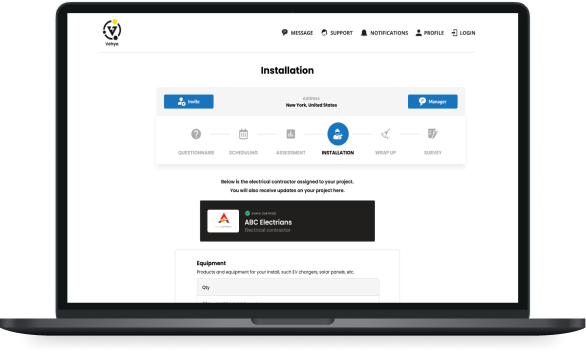 Vehya
MESSAGE SUPPORT NOTIFICATIONS PROFILE LOGIN
Installation
Invite
Address
New York, United States
Manager
QUESTIONNAIRE SCHEDULING ASSESSMENT INSTALLATION WRAP UP SURVEY
Below is the electrical contractor assigned to your project.
You will also receive updates on your project here.
ABC Electrians
Electrical contractor
Equipment
Products and equipment for your install, such EV chargers, solar panels, etc.
Qty